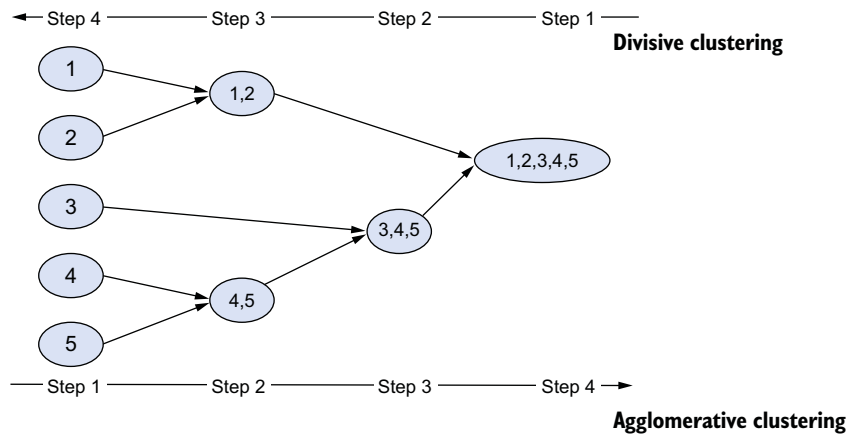 Step 4 Step 3 Step 2 Step 1
Divisive clustering
1
1,2
2
1,2,3,4,5
3
3,4,5
4
4,5
5
Step 1 Step 2 Step 3 Step 4
Agglomerative clustering